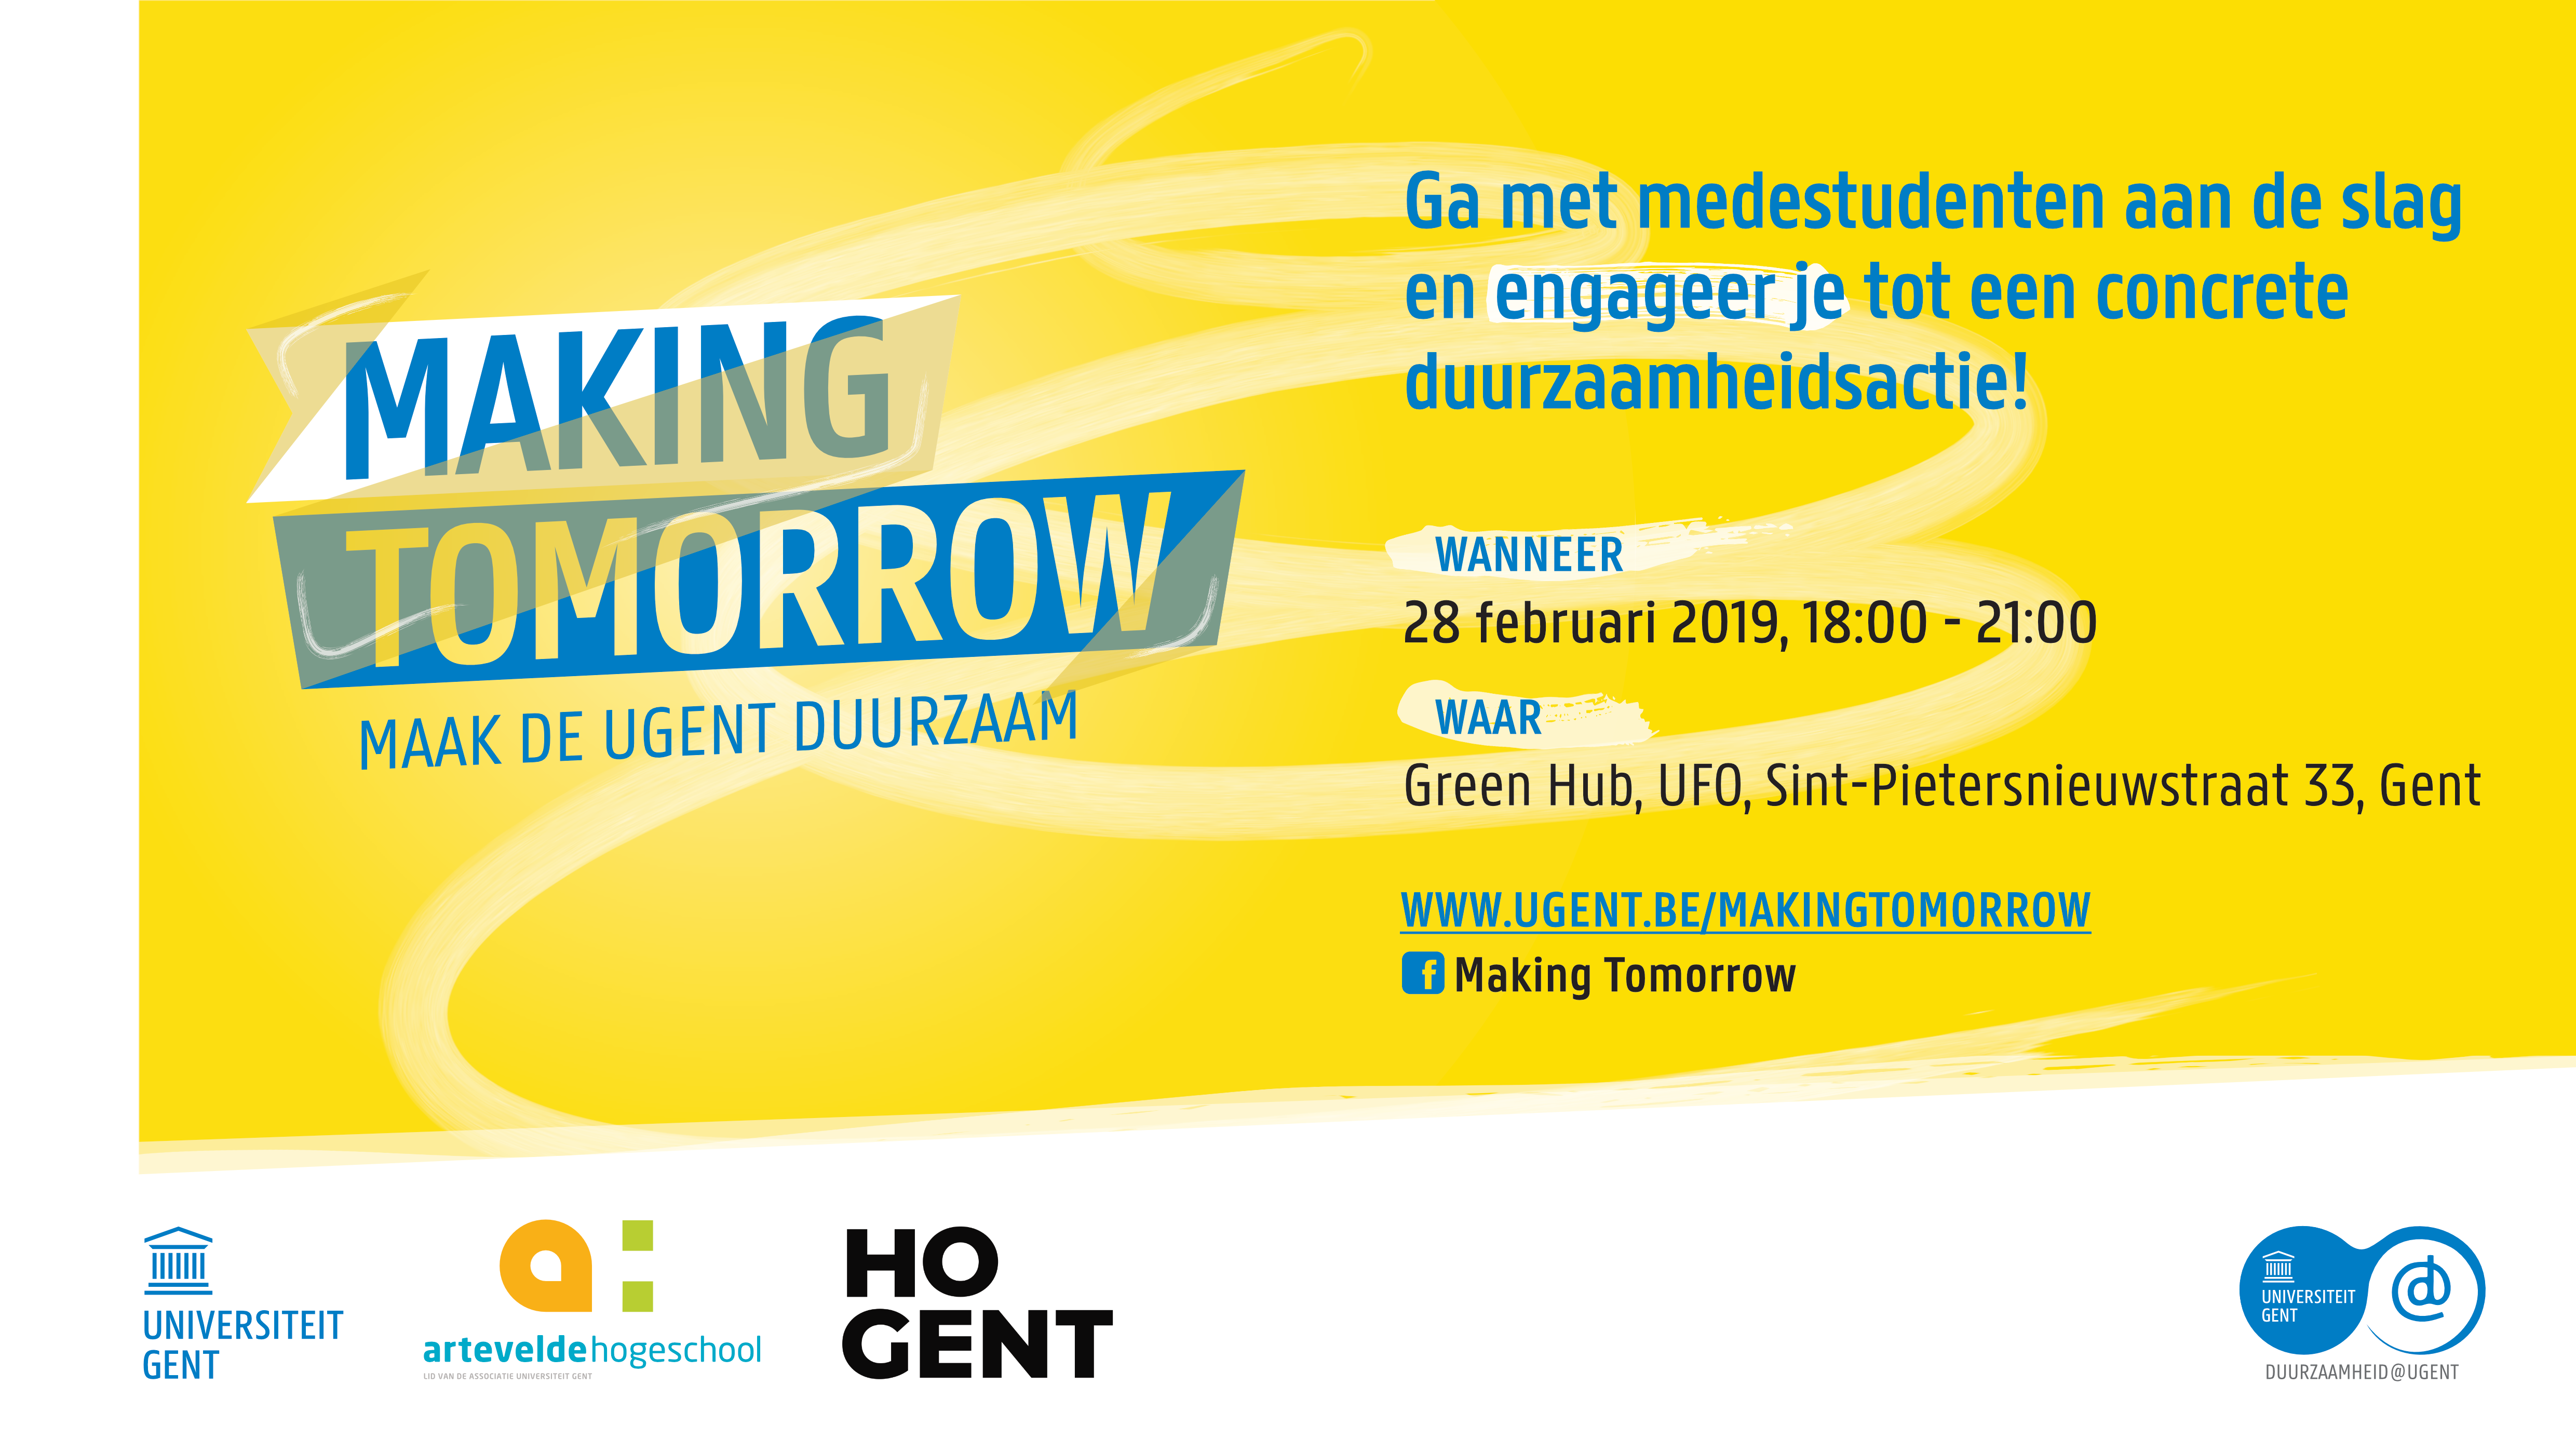 MAKING
TOMORROW
MAAK DE UGENT DUURZAAM
Ga met medestudenten aan de slag
en engageer je tot een concrete
duurzaamheidsactie!
WANNEER
28 februari 2019, 18:00 - 21:00
WAAR
Green Hub, UFO, Sint-Pietersnieuwstraat 33, Gent
WWW.UGENT.BE/MAKINGTOMORROW
f Making Tomorrow
UNIVERSITEIT
GENT
a:
arteveldehogeschool
LID VAN DE ASSOCIATIE UNIVERSITEIT GENT
HO
GENT
UNIVERSITEIT
GENT
d
DUURZAAMHEID@UGENT